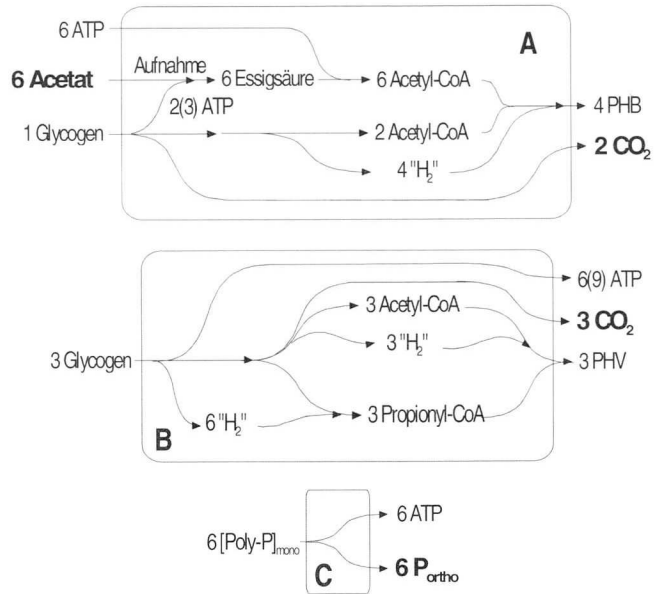 6 ATP
A
6 Acetat Aufnahme 6 Essigsäure 6 Acetyl-CoA
2(3) ATP
4 PHB
1 Glycogen 2 Acetyl-CoA
2 CO₂
4 "H₂"
6(9) ATP
3 Acetyl-CoA
3 CO₂
3 "H₂"
3 Glycogen 3 PHV
6 "H₂" 3 Propionyl-CoA
B
6 ATP
6 [Poly-P]mono
C
6 Portho